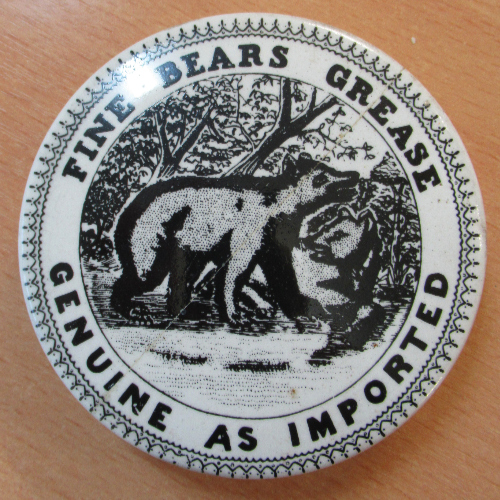 FINE BEARS GREASE
GENUINE AS IMPORTED